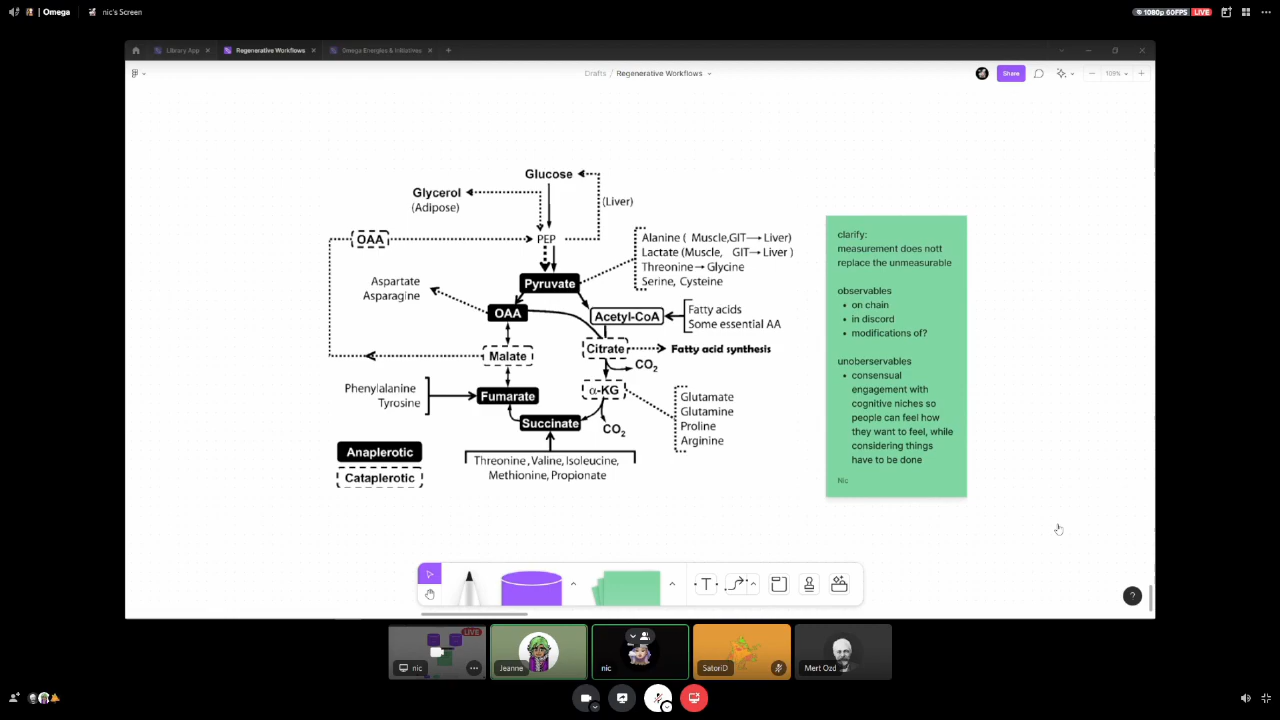 Omega
nic's Screen
1080p 60FPS LIVE
Library App
Regenerative Workflows
Omega Energies & Initiatives
Drafts / Regenerative Workflows
Share
109%
Glucose
Glycerol
(Adipose)
(Liver)
OAA
PEP
Alanine ( Muscle,GIT→ Liver)
Lactate (Muscle, GIT→ Liver )
Threonine→ Glycine
Serine, Cysteine
Aspartate
Asparagine
Pyruvate
OAA
Acetyl-CoA
Fatty acids
Some essential AA
Malate
Citrate
Fatty acid synthesis
CO2
Phenylalanine
Tyrosine
Fumarate
α-KG
Glutamate
Glutamine
Proline
Arginine
Succinate
CO2
Anaplerotic
Cataplerotic
Threonine, Valine, Isoleucine,
Methionine, Propionate
clarify:
measurement does nott
replace the unmeasurable
observables
• on chain
• in discord
• modifications of?
unoberservables
• consensual
engagement with
cognitive niches so
people can feel how
they want to feel, while
considering things
have to be done
Nic
T
?
LIVE
nic
Jeanne
nic
SatoriD
Mert Ozd